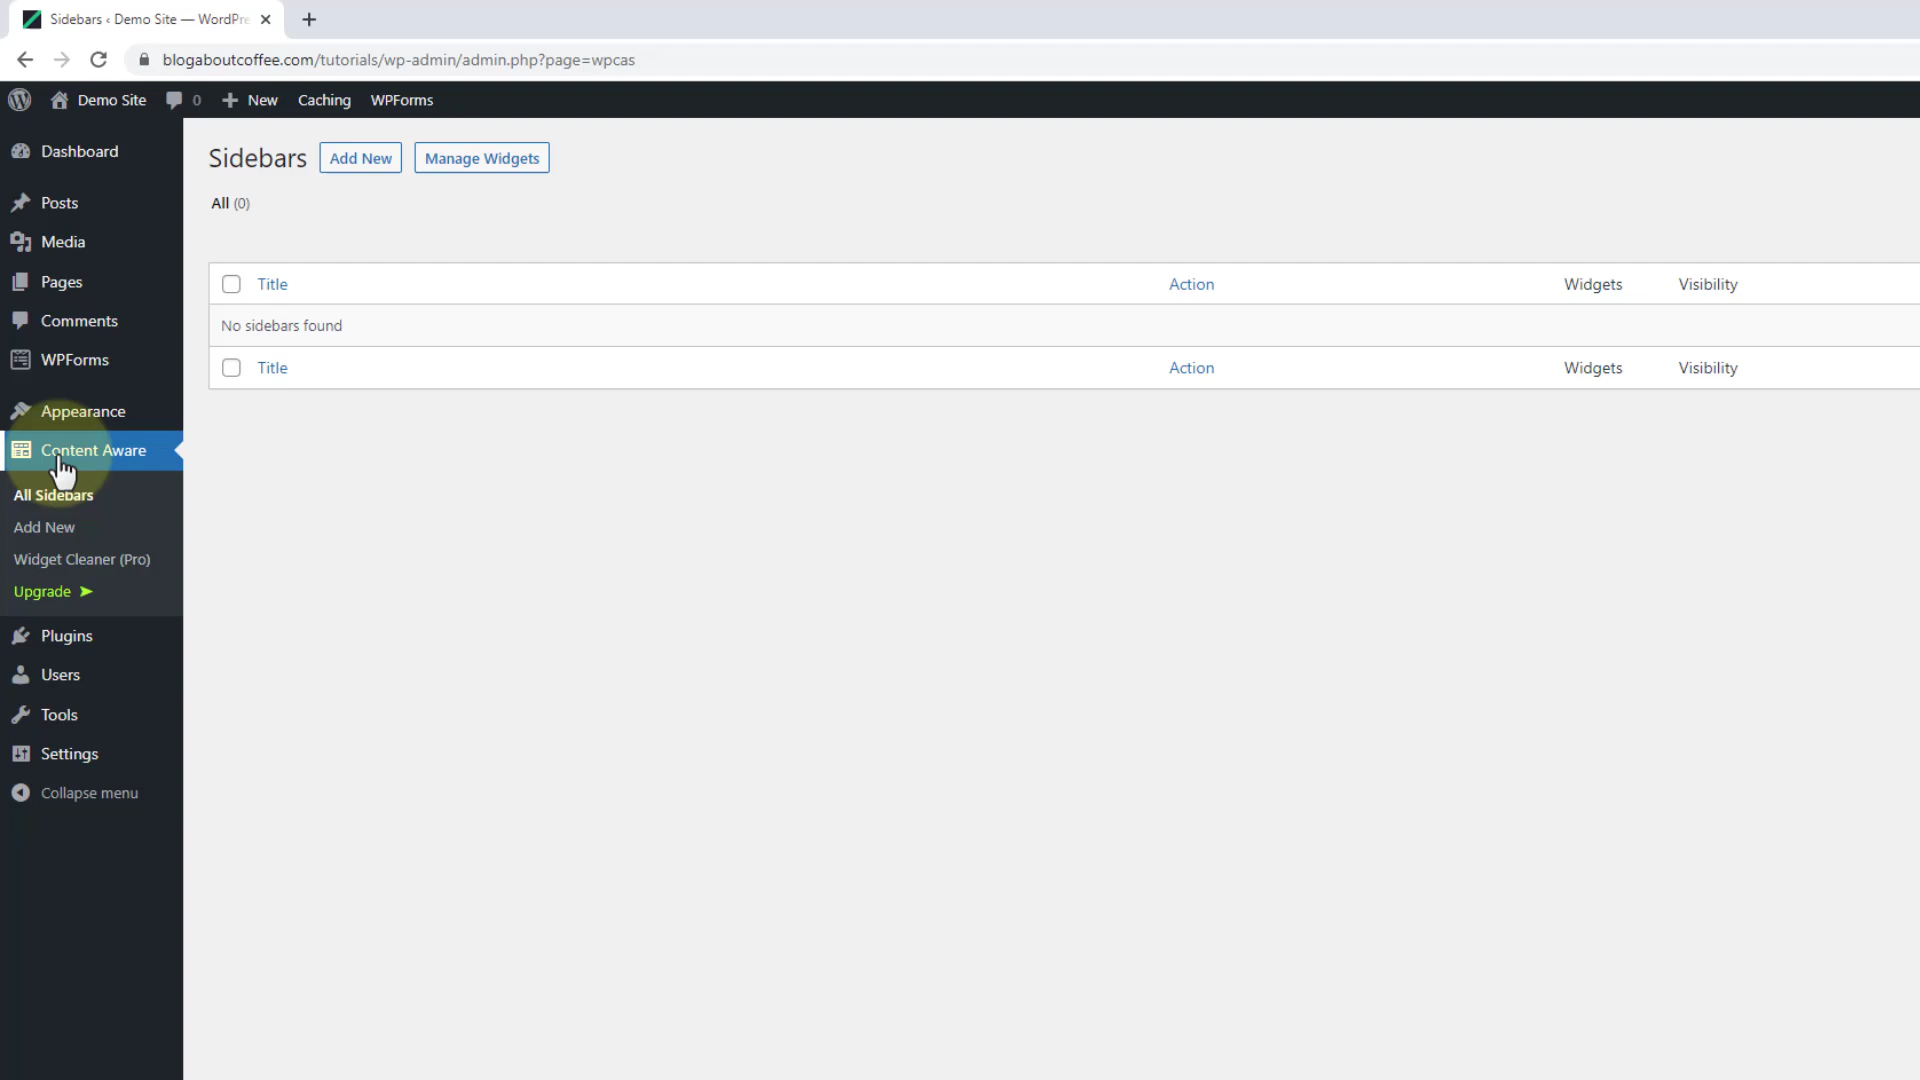 Sidebars ‹ Demo Site — WordPre
blogaboutcoffee.com/tutorials/wp-admin/admin.php?page=wpcas
Demo Site 0 New Caching WPForms
Dashboard
Posts
Media
Pages
Comments
WPForms
Appearance
Content Aware
All Sidebars
Add New
Widget Cleaner (Pro)
Upgrade ➤
Plugins
Users
Tools
Settings
Collapse menu
Sidebars Add New Manage Widgets
All (0)
Title Action Widgets Visibility
No sidebars found
Title Action Widgets Visibility